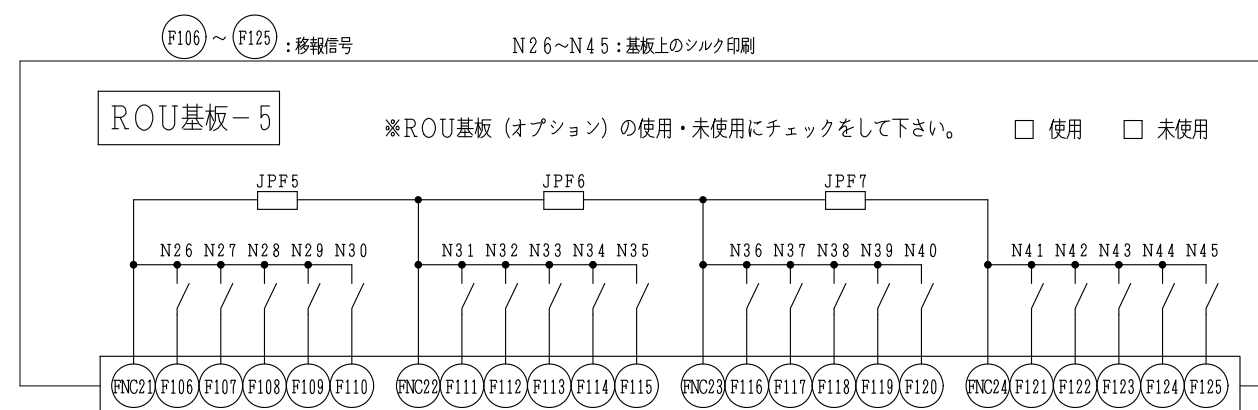 F106 ～ F125 ：移報信号 N26～N45：基板上のシルク印刷
ROU基板－5
※ROU基板（オプション）の使用・未使用にチェックをして下さい。 □ 使用 □ 未使用
JPF5 JPF6 JPF7
N26 N27 N28 N29 N30 N31 N32 N33 N34 N35 N36 N37 N38 N39 N40 N41 N42 N43 N44 N45
FNC21 F106 F107 F108 F109 F110 FNC22 F111 F112 F113 F114 F115 FNC23 F116 F117 F118 F119 F120 FNC24 F121 F122 F123 F124 F125